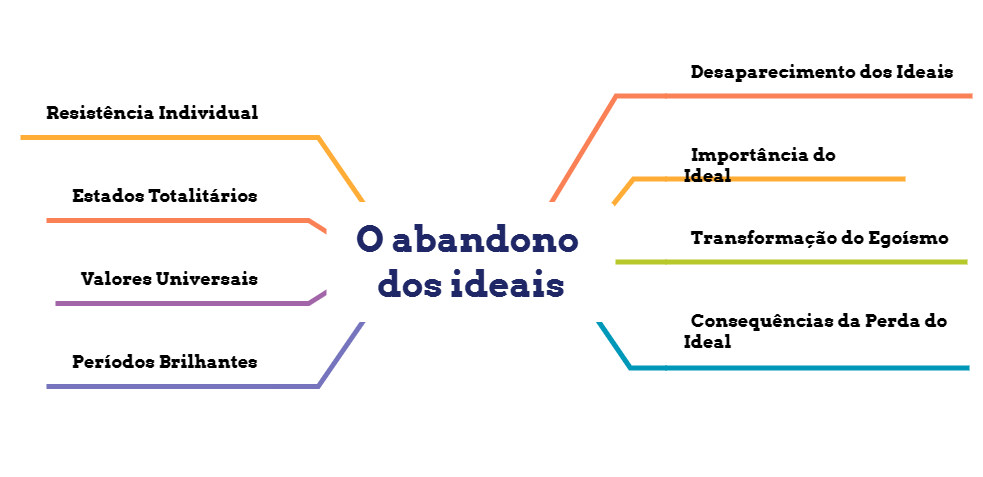 O abandono
dos ideais
Desaparecimento dos Ideais
Importância do
Ideal
Transformação do Egoísmo
Consequências da Perda do
Ideal
Resistência Individual
Estados Totalitários
Valores Universais
Períodos Brilhantes